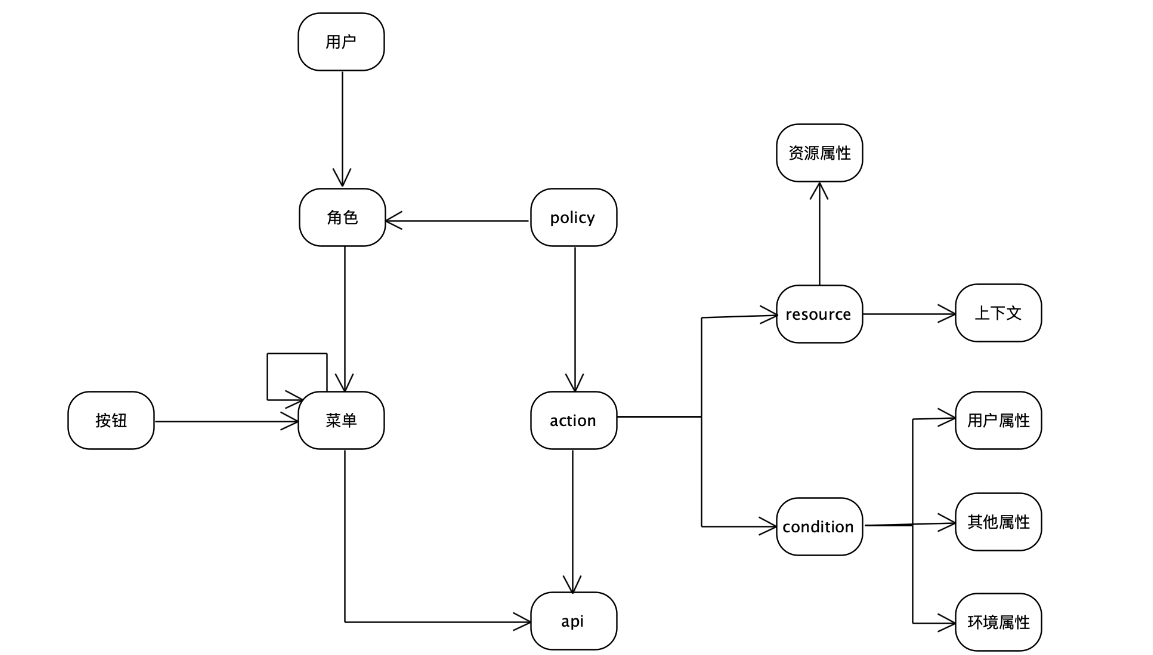 用户
资源属性
角色
policy
resource
上下文
按钮
菜单
action
用户属性
condition
其他属性
api
环境属性